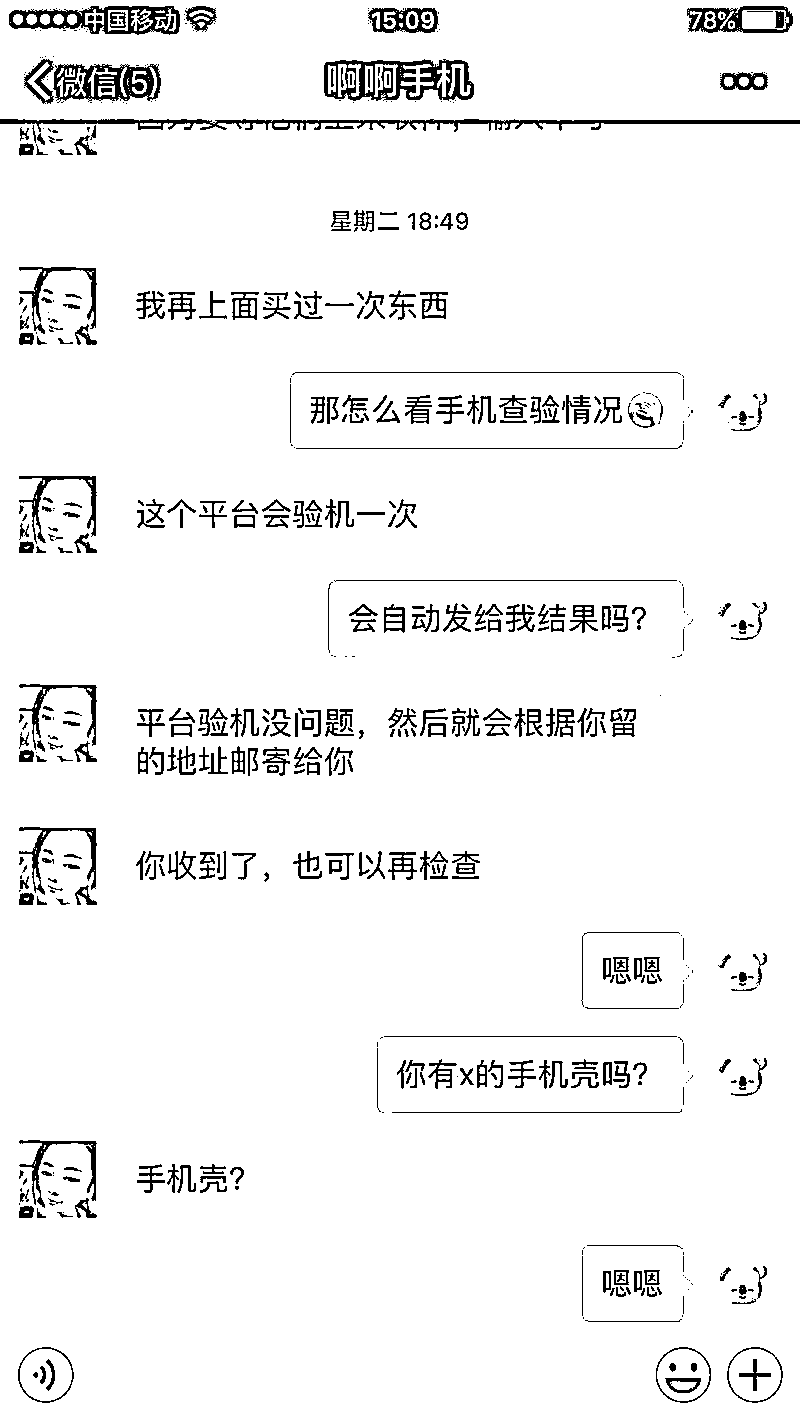 中国移动 15:09 78%
微信(5) 啊啊手机
星期二 18:49
我再上面买过一次东西
那怎么看手机查验情况
这个平台会验机一次
会自动发给我结果吗？
平台验机没问题，然后就会根据你留
的地址邮寄给你
你收到了，也可以再检查
嗯嗯
你有x的手机壳吗？
手机壳？
嗯嗯